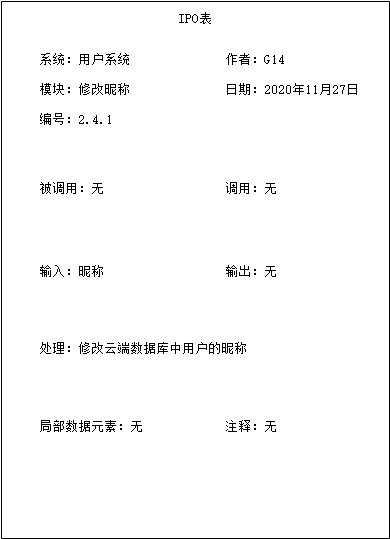 IPO表
系统：用户系统 作者：G14
模块：修改昵称 日期：2020年11月27日
编号：2.4.1
被调用：无 调用：无
输入：昵称 输出：无
处理：修改云端数据库中用户的昵称
局部数据元素：无 注释：无